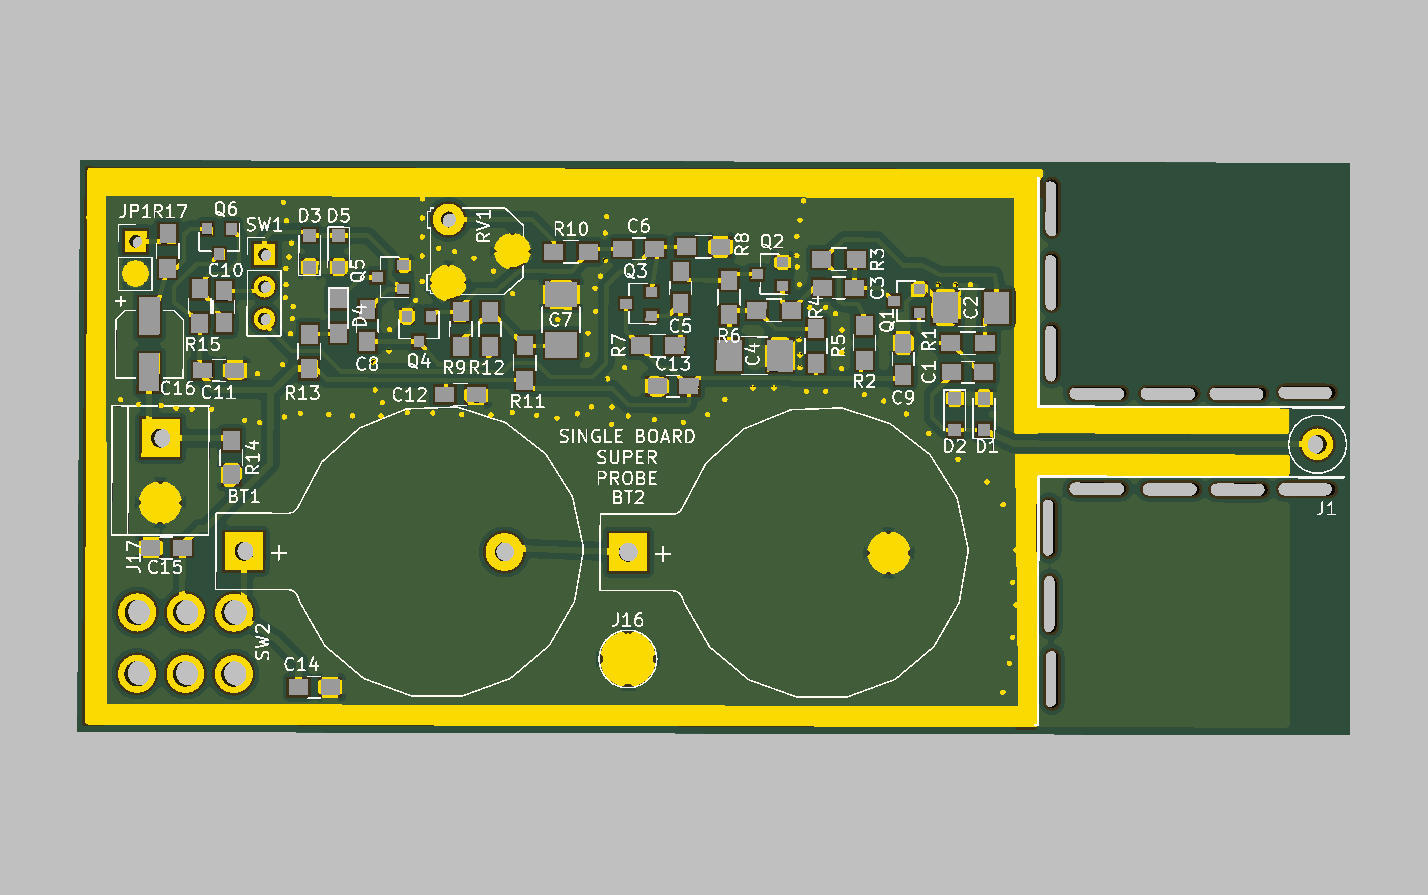 JP1 R17 Q6 SW1 D3 D5 RV1 R10 C6 R8 Q2 R3
C10 Q5 Q3 C3
+ D4 C7 C5 R4 Q1 C2
R15 C8 Q4 R9 R12 R7 R6 C4 R5 R1
C16 C11 R13 C12 R11 C13 R2 C1 C9
SINGLE BOARD
SUPER
PROBE
BT2
D2 D1
R14
BT1
J1
J17 + +
C15
SW2 J16
C14